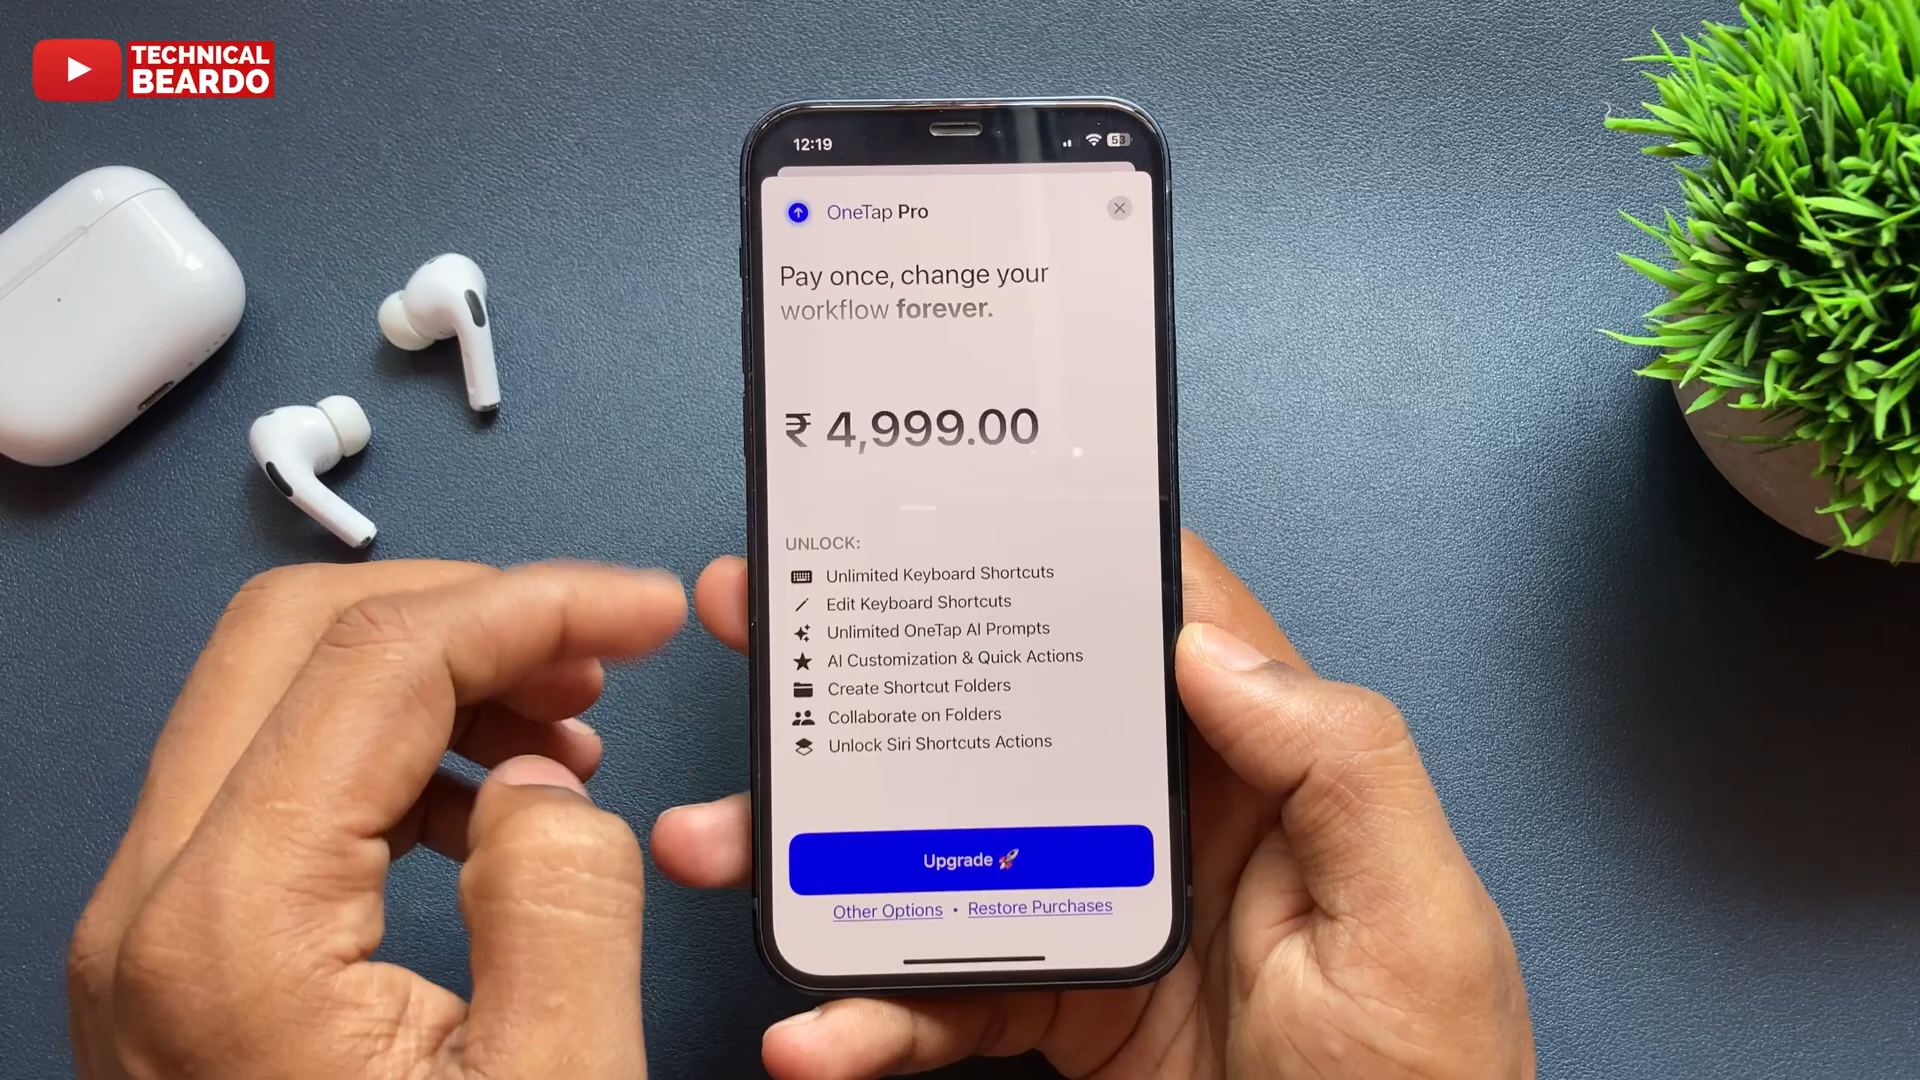 TECHNICAL
BEARDO
12:19
53
OneTap Pro
Pay once, change your
workflow forever.
₹ 4,999.00
UNLOCK:
Unlimited Keyboard Shortcuts
Edit Keyboard Shortcuts
Unlimited OneTap AI Prompts
AI Customization & Quick Actions
Create Shortcut Folders
Collaborate on Folders
Unlock Siri Shortcuts Actions
Upgrade 🚀
Other Options • Restore Purchases